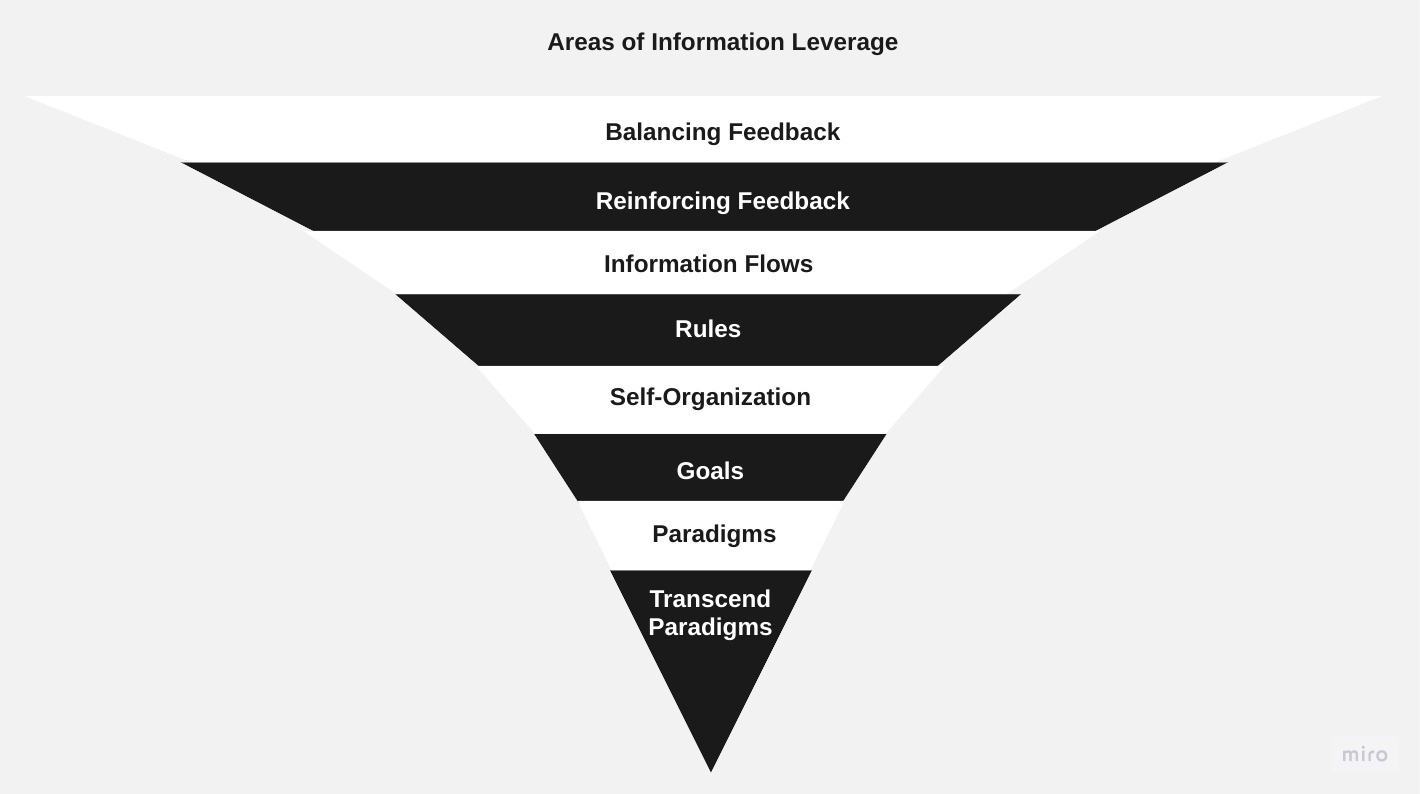 Areas of Information Leverage
Balancing Feedback
Reinforcing Feedback
Information Flows
Rules
Self-Organization
Goals
Paradigms
Transcend
Paradigms
miro